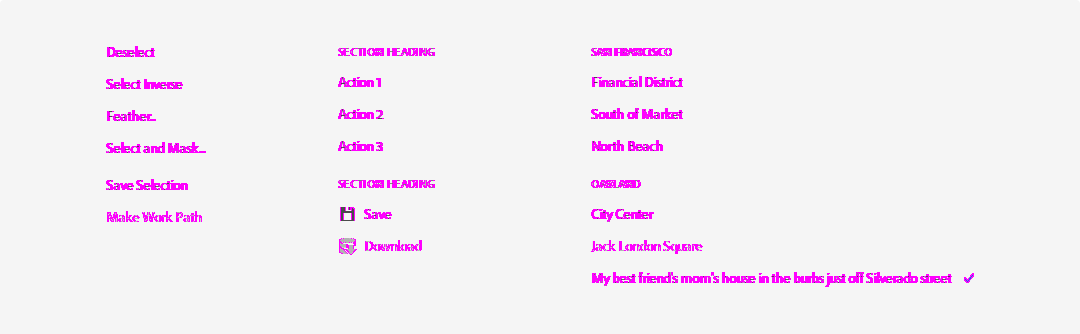 Deselect
Select Inverse
Feather...
Select and Mask...
Save Selection
Make Work Path
SECTION HEADING
Action 1
Action 2
Action 3
SECTION HEADING
Save
Download
SAN FRANCISCO
Financial District
South of Market
North Beach
OAKLAND
City Center
Jack London Square
My best friend's mom's house in the burbs just off Silverado street